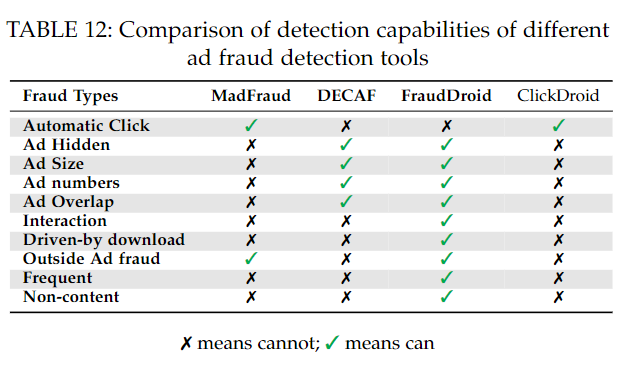 TABLE 12: Comparison of detection capabilities of different
ad fraud detection tools
Fraud Types MadFraud DECAF FraudDroid ClickDroid
Automatic Click ✓ ✗ ✗ ✓
Ad Hidden ✗ ✓ ✓ ✗
Ad Size ✗ ✓ ✓ ✗
Ad numbers ✗ ✓ ✓ ✗
Ad Overlap ✗ ✓ ✓ ✗
Interaction ✗ ✗ ✓ ✗
Driven-by download ✗ ✗ ✓ ✗
Outside Ad fraud ✓ ✗ ✓ ✗
Frequent ✗ ✗ ✓ ✗
Non-content ✗ ✗ ✓ ✗
✗ means cannot; ✓ means can